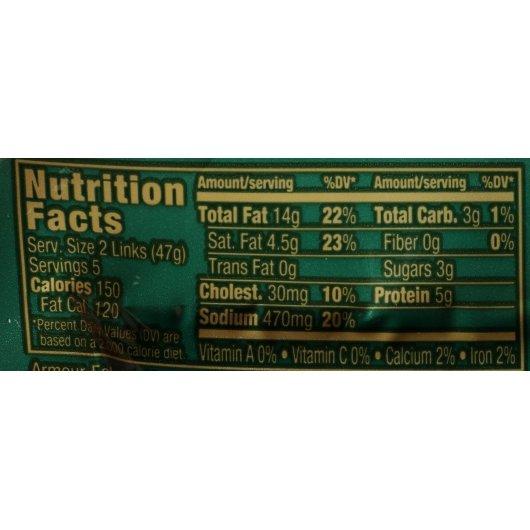 Nutrition
Facts
Serv. Size 2 Links (47g)
Servings 5
Calories 150
Fat Cal. 120
*Percent Daily Values (DV) are
based on a 2,000 calorie diet.
Amount/serving %DV*
Total Fat 14g 22%
Sat. Fat 4.5g 23%
Trans Fat 0g
Cholest. 30mg 10%
Sodium 470mg 20%
Amount/serving %DV*
Total Carb. 3g 1%
Fiber 0g 0%
Sugars 3g
Protein 5g
Vitamin A 0% • Vitamin C 0% • Calcium 2% • Iron 2%
Armour